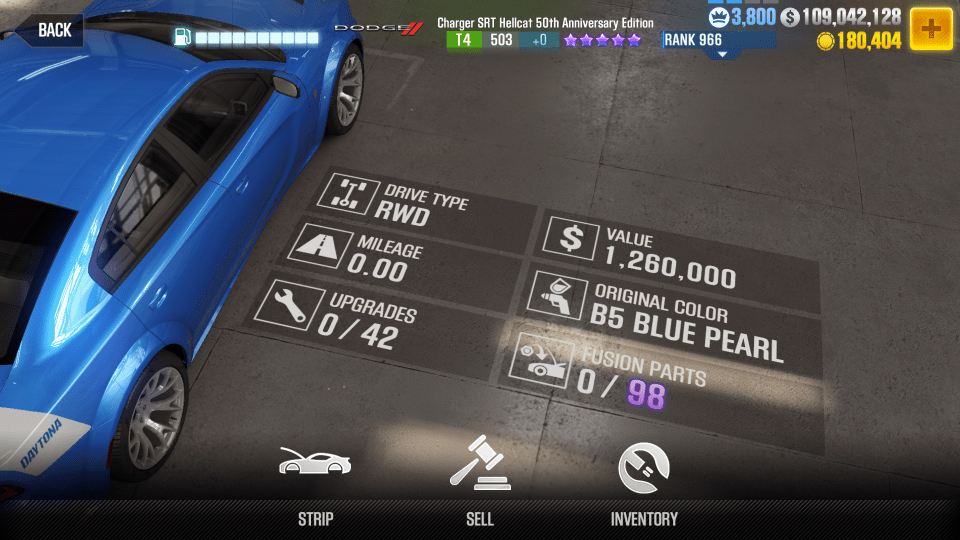 BACK
DODGE
Charger SRT Hellcat 50th Anniversary Edition
T4 503 +0
RANK 966
3,800
109,042,128
180,404
DRIVE TYPE
RWD
MILEAGE
0.00
UPGRADES
0 / 42
VALUE
1,260,000
ORIGINAL COLOR
B5 BLUE PEARL
FUSION PARTS
0 / 98
DAYTONA
STRIP
SELL
INVENTORY